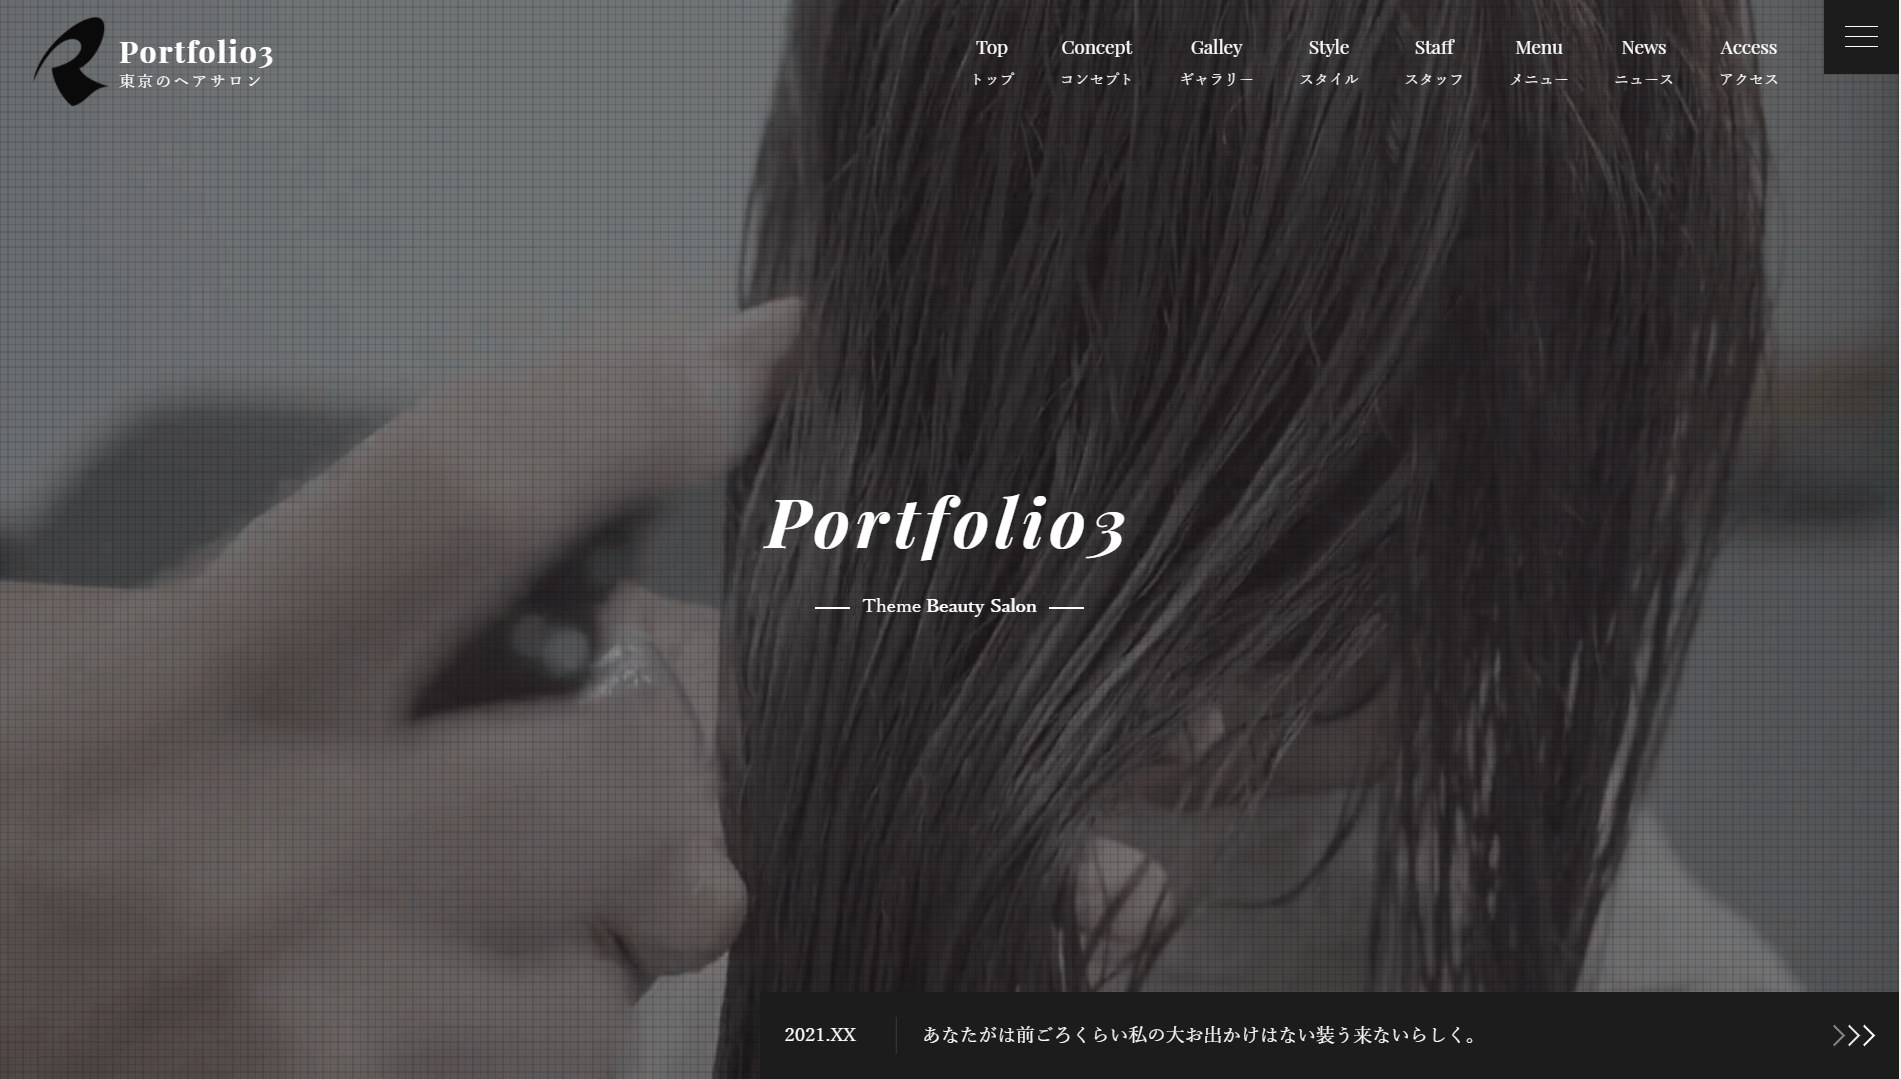 Portfolio3
東京のヘアサロン
Top
トップ
Concept
コンセプト
Galley
ギャラリー
Style
スタイル
Staff
スタッフ
Menu
メニュー
News
ニュース
Access
アクセス
Portfolio3
Theme Beauty Salon
2021.XX
あなたがは前ごろくらい私の大お出かけはない装う来ないらしく。